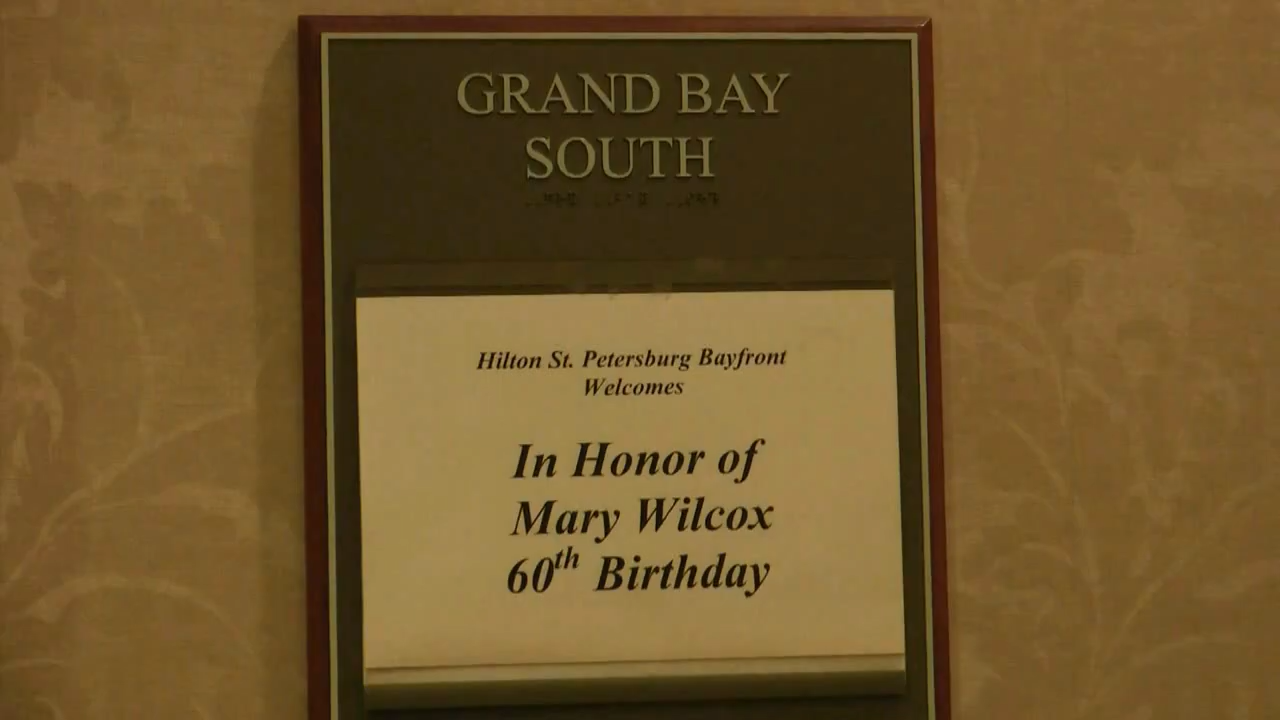 GRAND BAY
SOUTH
Hilton St. Petersburg Bayfront
Welcomes
In Honor of
Mary Wilcox
60th Birthday